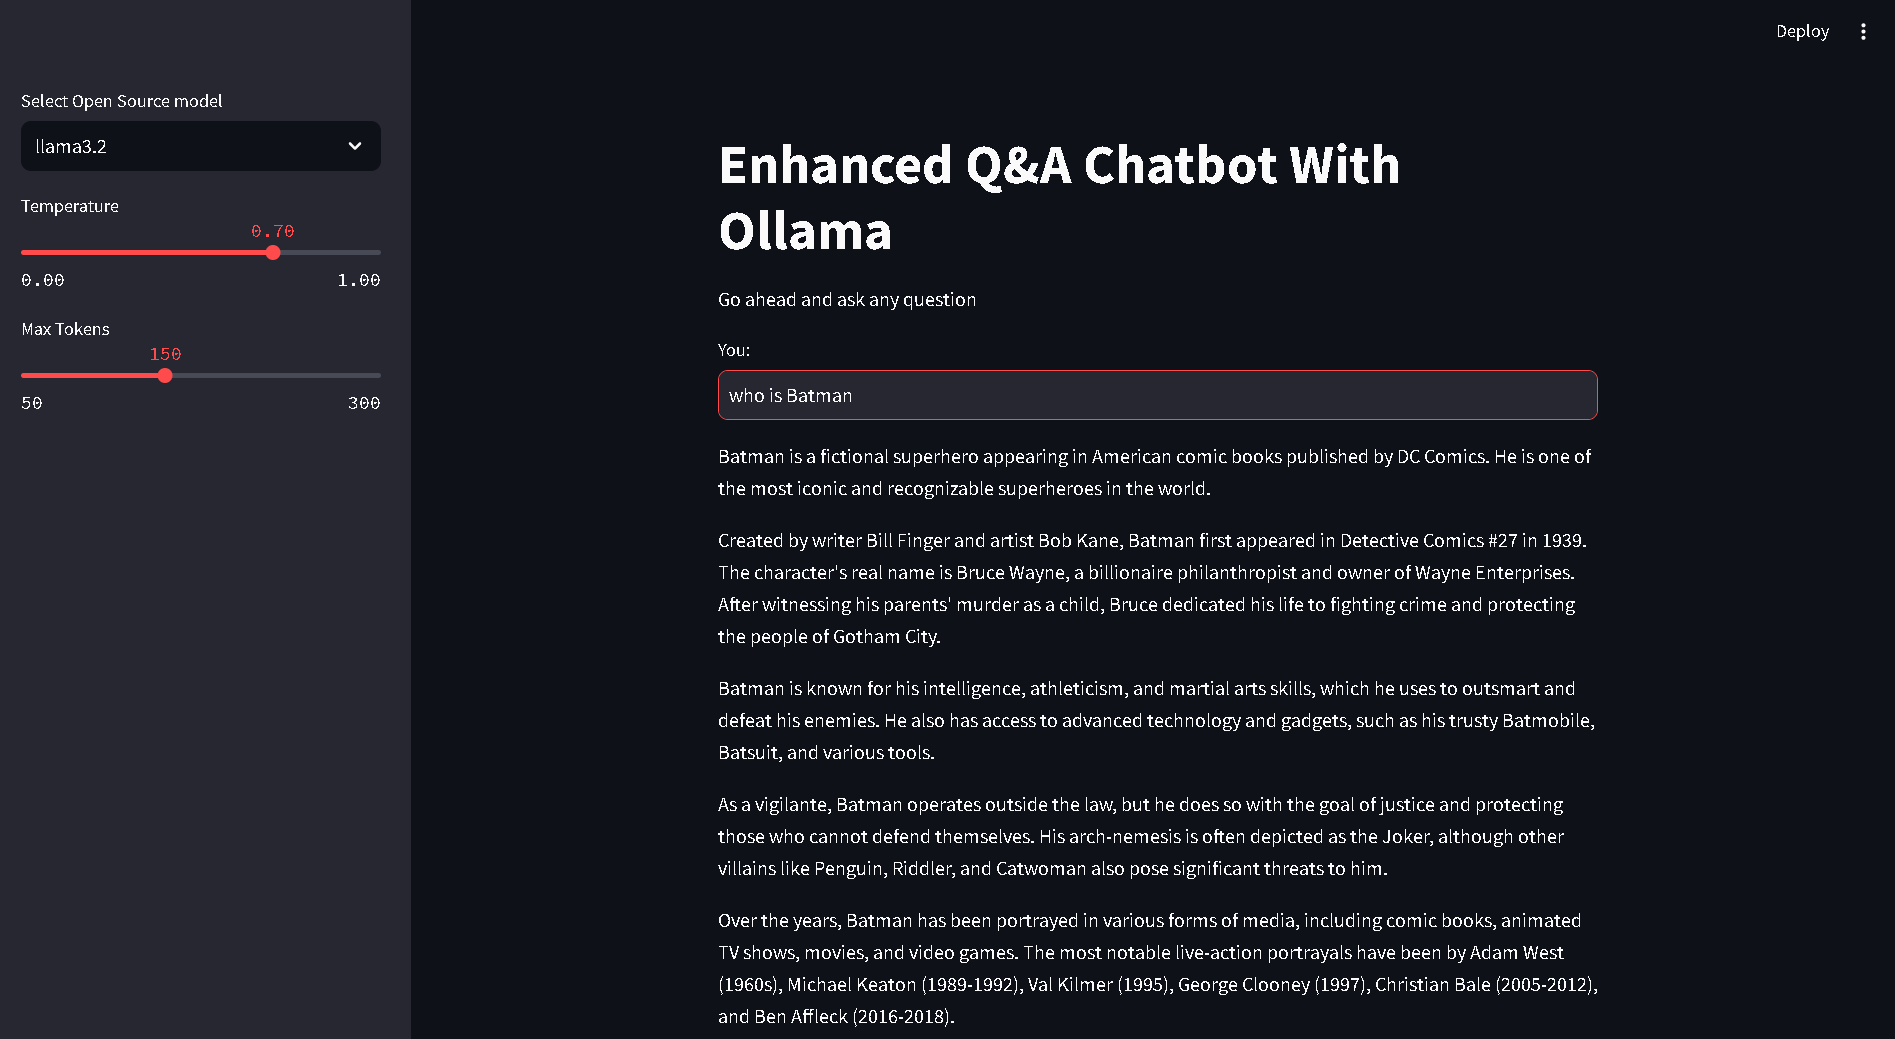 Deploy
Select Open Source model
llama3.2
Temperature
0.70
0.00 1.00
Max Tokens
150
50 300
Enhanced Q&A Chatbot With
Ollama
Go ahead and ask any question
You:
who is Batman
Batman is a fictional superhero appearing in American comic books published by DC Comics. He is one of
the most iconic and recognizable superheroes in the world.
Created by writer Bill Finger and artist Bob Kane, Batman first appeared in Detective Comics #27 in 1939.
The character's real name is Bruce Wayne, a billionaire philanthropist and owner of Wayne Enterprises.
After witnessing his parents' murder as a child, Bruce dedicated his life to fighting crime and protecting
the people of Gotham City.
Batman is known for his intelligence, athleticism, and martial arts skills, which he uses to outsmart and
defeat his enemies. He also has access to advanced technology and gadgets, such as his trusty Batmobile,
Batsuit, and various tools.
As a vigilante, Batman operates outside the law, but he does so with the goal of justice and protecting
those who cannot defend themselves. His arch-nemesis is often depicted as the Joker, although other
villains like Penguin, Riddler, and Catwoman also pose significant threats to him.
Over the years, Batman has been portrayed in various forms of media, including comic books, animated
TV shows, movies, and video games. The most notable live-action portrayals have been by Adam West
(1960s), Michael Keaton (1989-1992), Val Kilmer (1995), George Clooney (1997), Christian Bale (2005-2012),
and Ben Affleck (2016-2018).